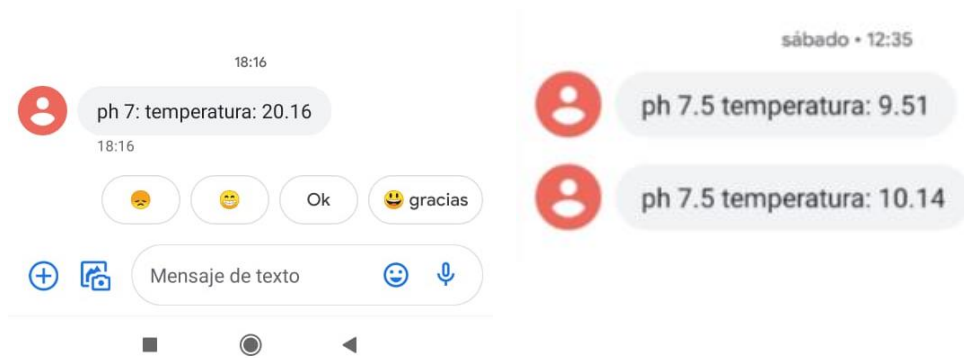 18:16
ph 7: temperatura: 20.16
18:16
Ok
gracias
Mensaje de texto
sábado • 12:35
ph 7.5 temperatura: 9.51
ph 7.5 temperatura: 10.14